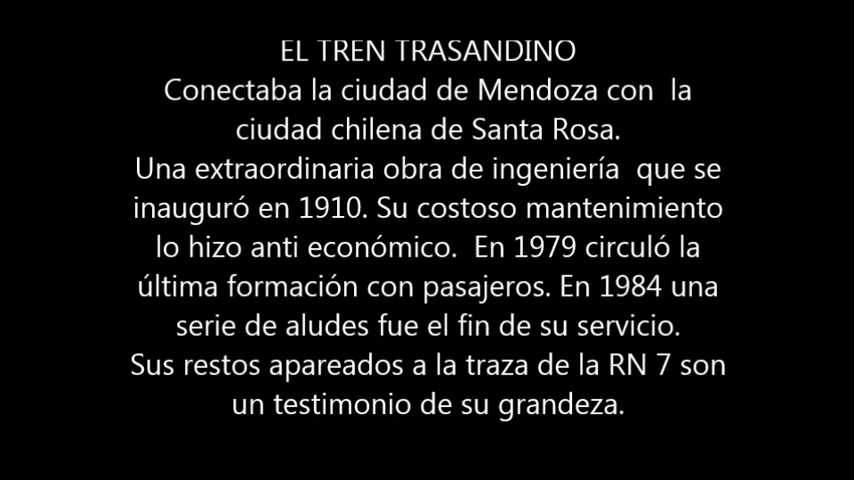 EL TREN TRASANDINO
Conectaba la ciudad de Mendoza con  la
ciudad chilena de Santa Rosa.
Una extraordinaria obra de ingeniería  que se
inauguró en 1910. Su costoso mantenimiento
lo hizo anti económico.  En 1979 circuló la
última formación con pasajeros. En 1984 una
serie de aludes fue el fin de su servicio.
Sus restos apareados a la traza de la RN 7 son
un testimonio de su grandeza.